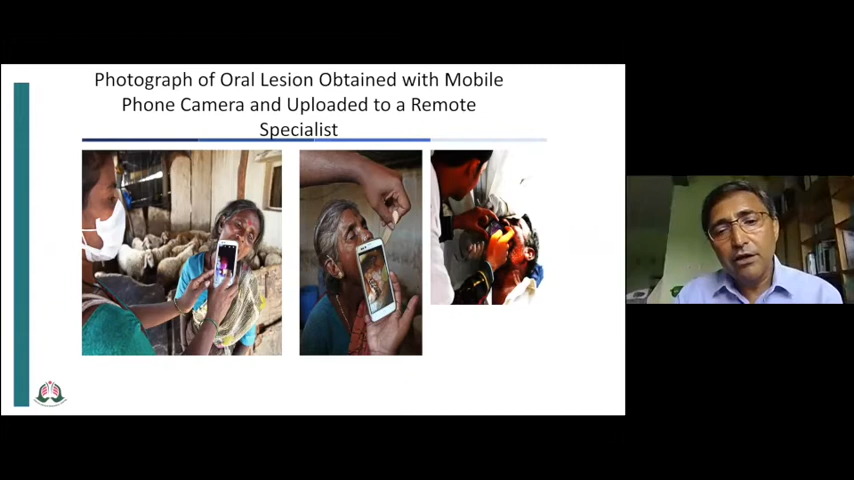 Photograph of Oral Lesion Obtained with Mobile
Phone Camera and Uploaded to a Remote
Specialist